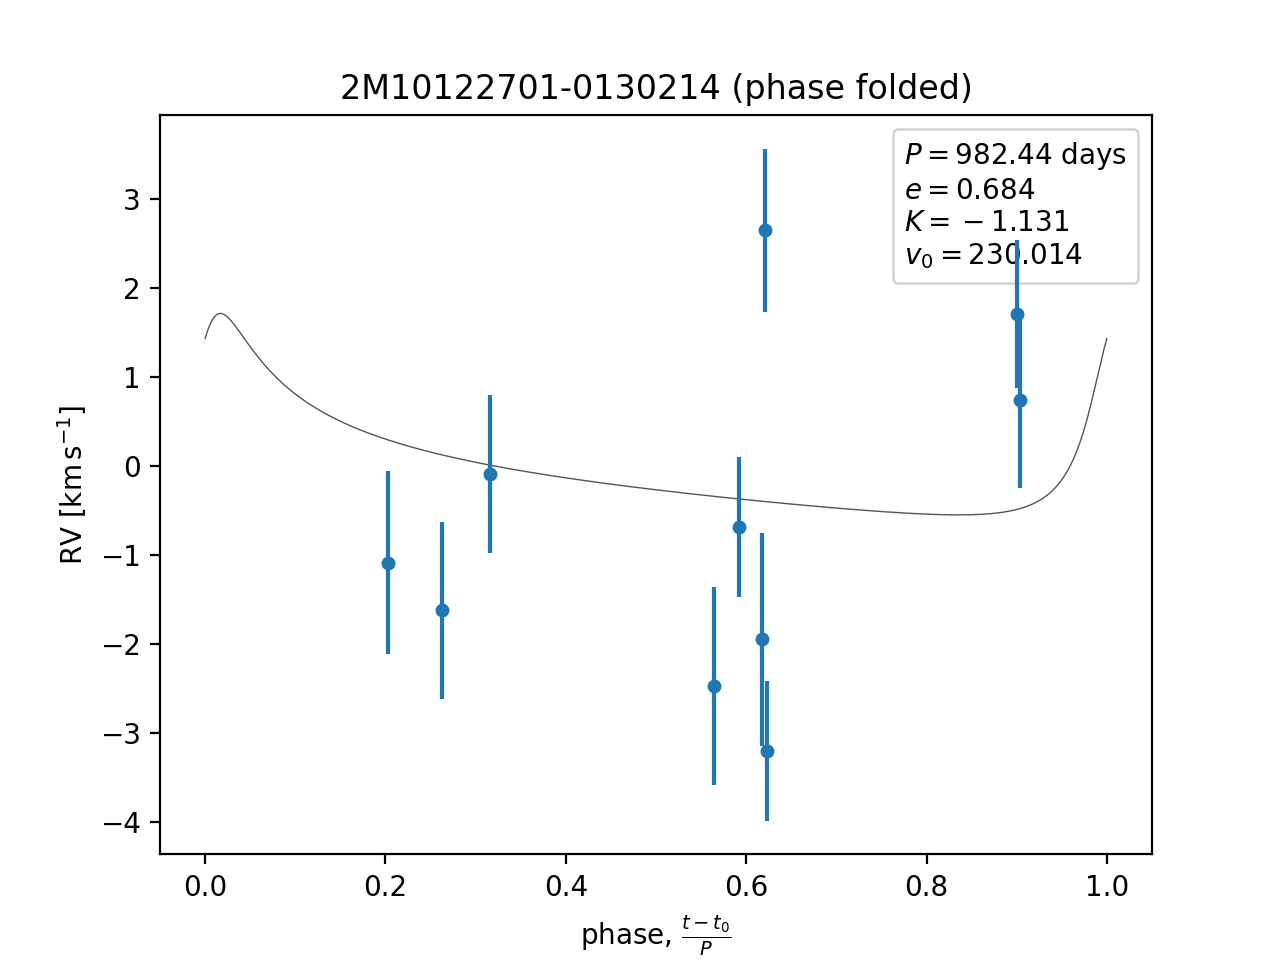 2M10122701-0130214 (phase folded)
P = 982.44 days
e = 0.684
K = −1.131
v₀ = 230.014
3
2
1
0
−1
−2
−3
−4
RV [km s⁻¹]
0.0 0.2 0.4 0.6 0.8 1.0
phase, (t − t₀)/P